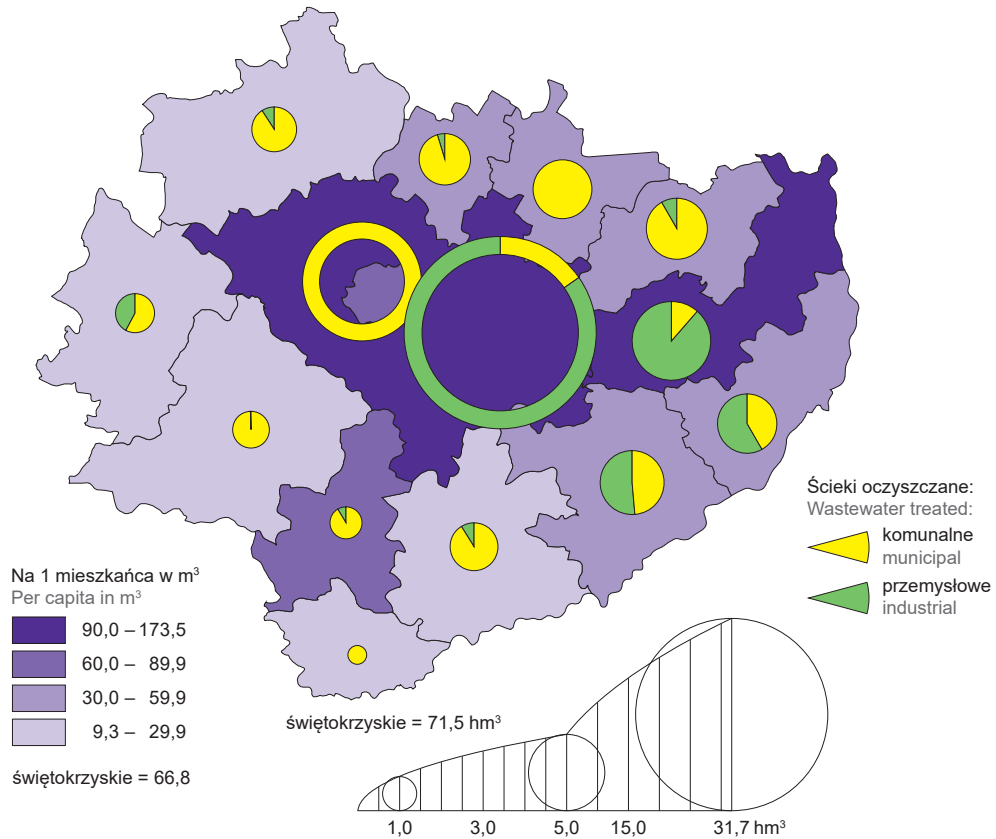 Ścieki oczyszczane:
Wastewater treated:
komunalne
municipal
przemysłowe
industrial
Na 1 mieszkańca w m³
Per capita in m³
90,0 – 173,5
60,0 – 89,9
30,0 – 59,9
9,3 – 29,9
świętokrzyskie = 66,8
świętokrzyskie = 71,5 hm³
1,0 3,0 5,0 15,0 31,7 hm³